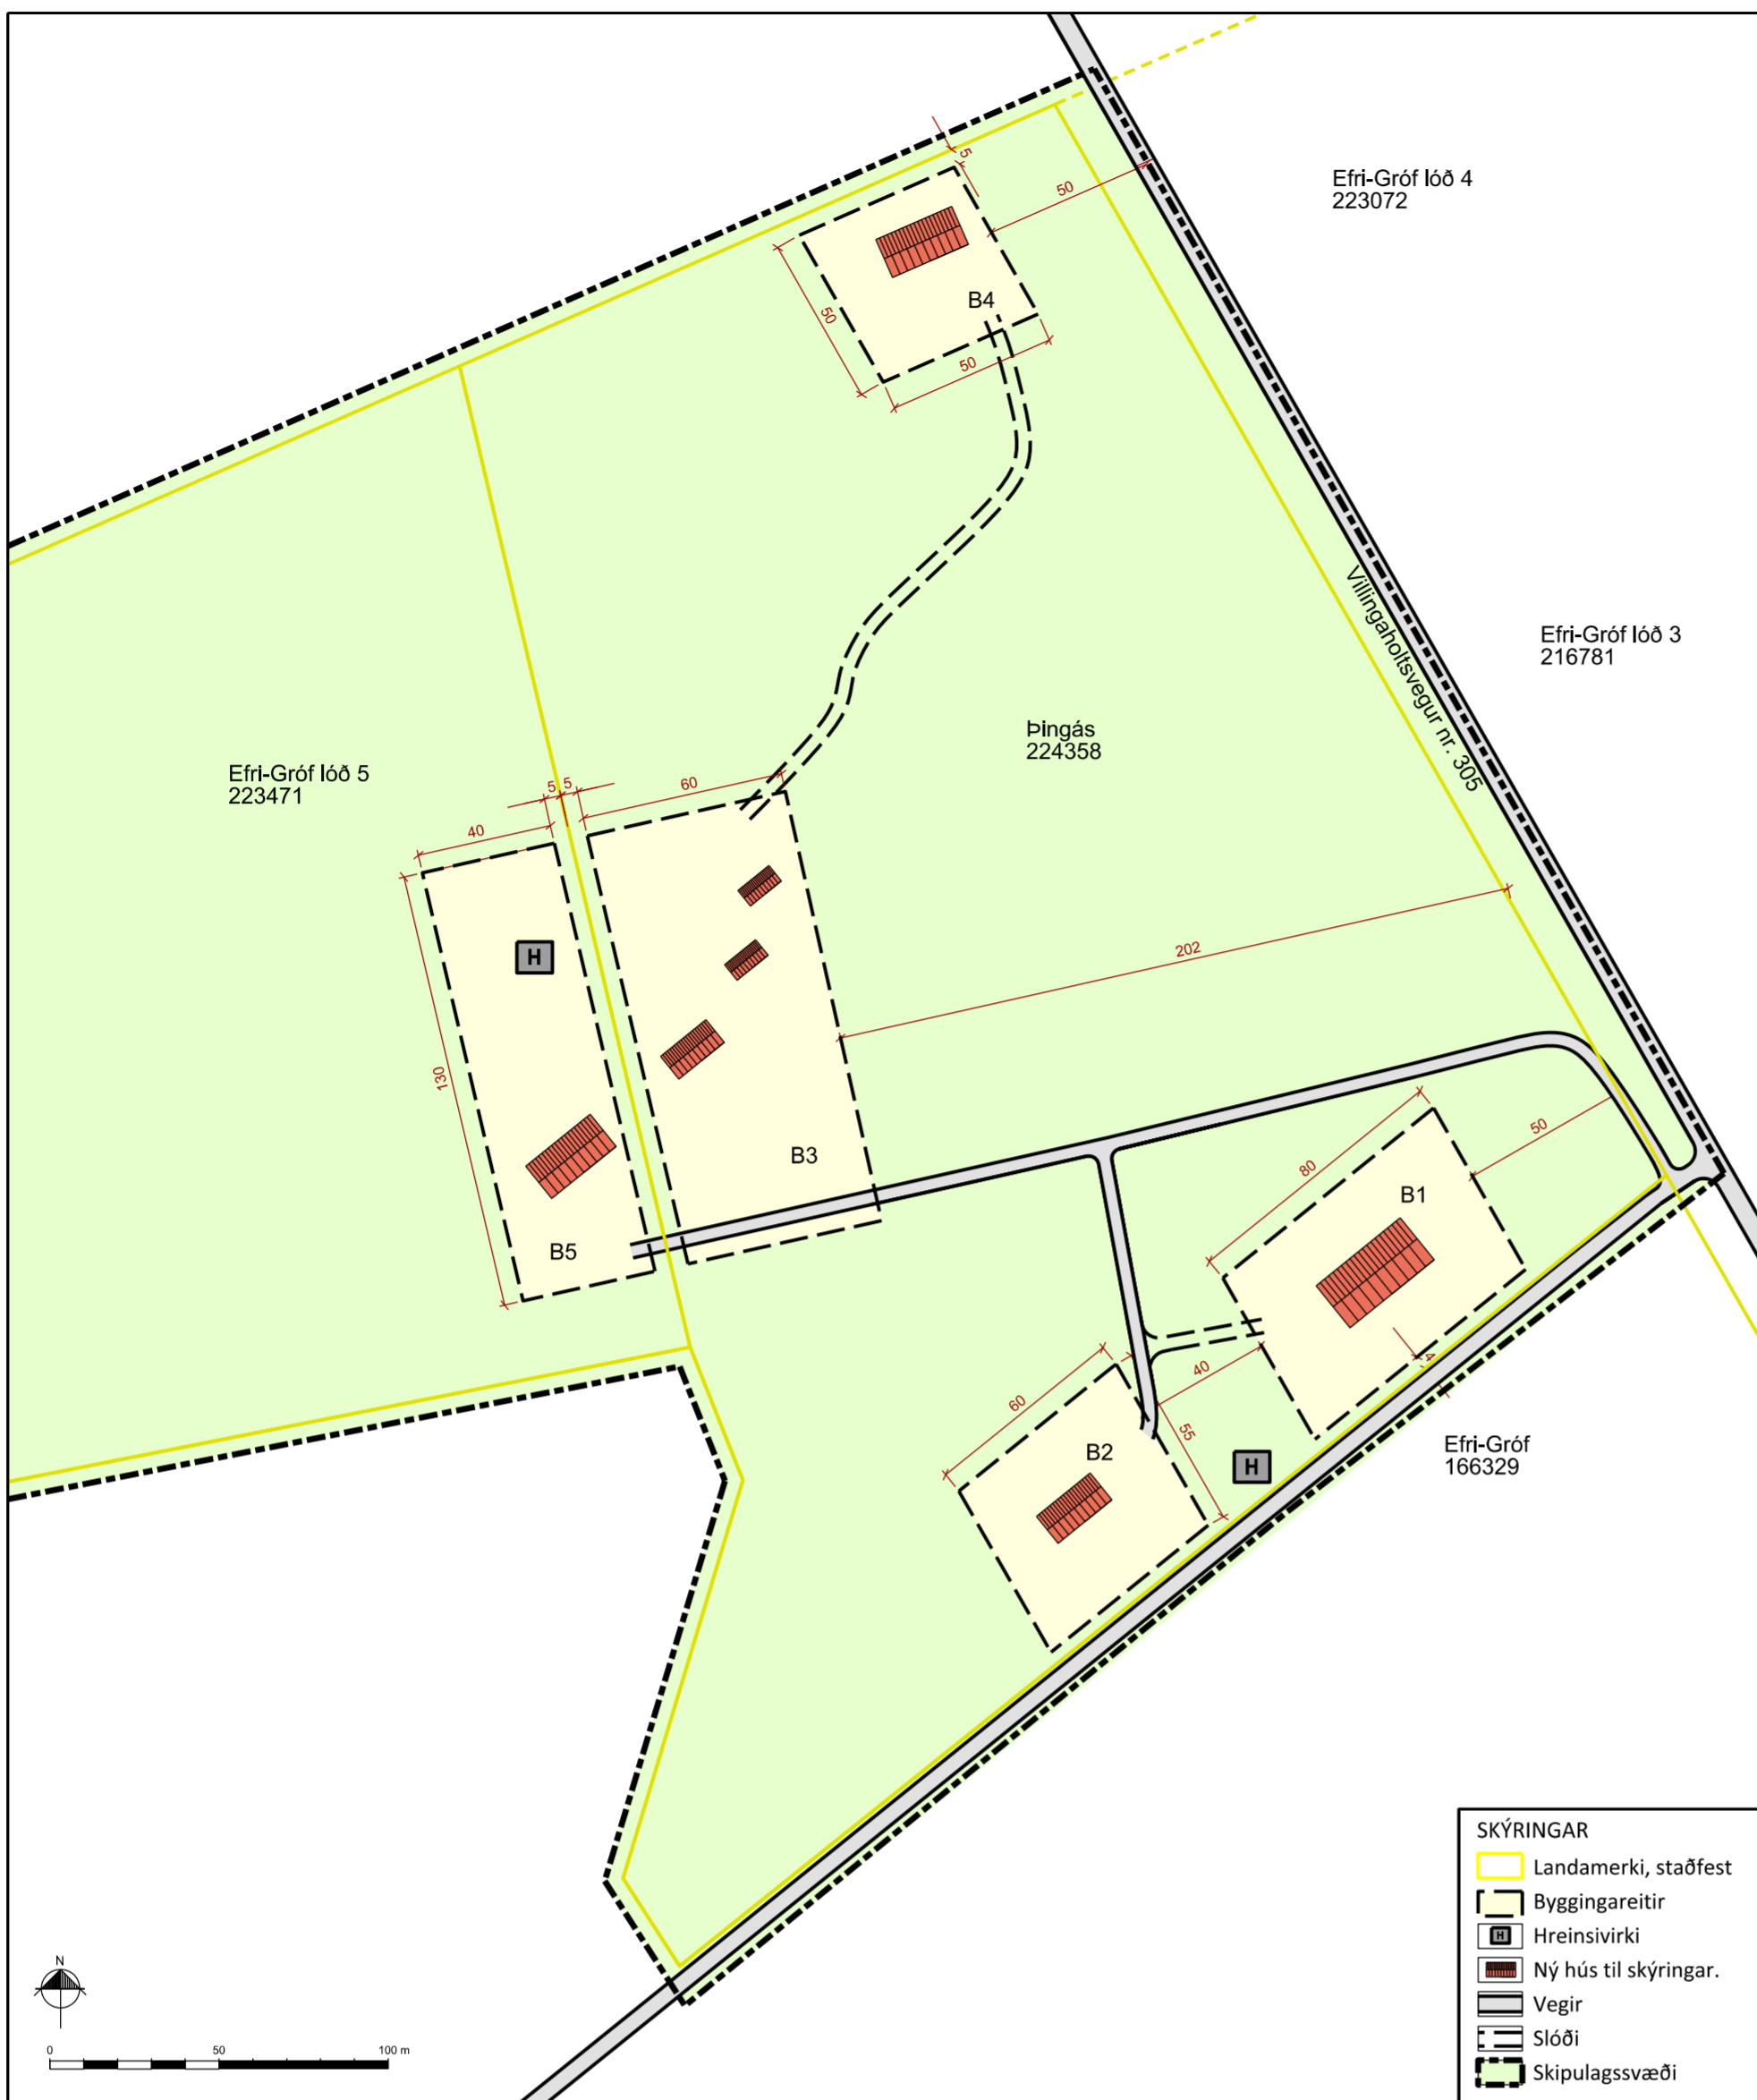 Efri-Gróf lóð 4
223072
5
50
50
B4
50
Efri-Gróf lóð 3
216781
Villingaholtsvegur nr. 305
Þingás
224358
Efri-Gróf lóð 5
223471
5 5
60
40
202
H
130
B3
B5
50
80
B1
4
40
60
55
B2
H
Efri-Gróf
166329
N
0 50 100 m
SKÝRINGAR
Landamerki, staðfest
Byggingareitir
H Hreinsivirki
Ný hús til skýringar.
Vegir
Slóði
Skipulagssvæði